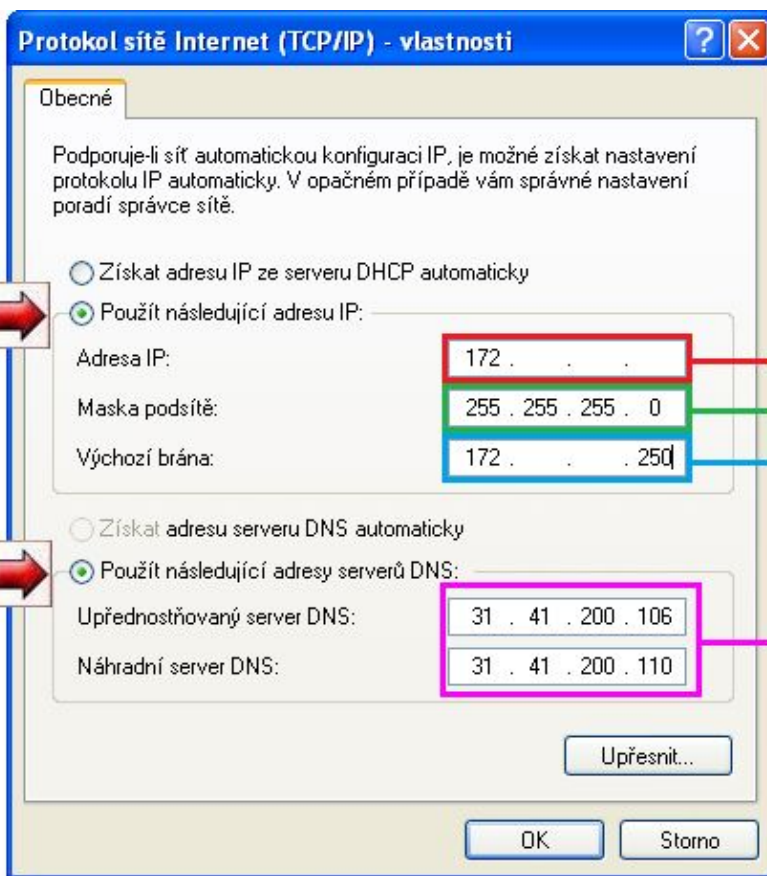 Protokol sítě Internet (TCP/IP) - vlastnosti
Obecné
Podporuje-li síť automatickou konfiguraci IP, je možné získat nastavení
protokolu IP automaticky. V opačném případě vám správné nastavení
poradí správce sítě.
Získat adresu IP ze serveru DHCP automaticky
Použít následující adresu IP:
Adresa IP: 172 . . .
Maska podsítě: 255 . 255 . 255 . 0
Výchozí brána: 172 . . . 250
Získat adresu serveru DNS automaticky
Použít následující adresy serverů DNS:
Upřednostňovaný server DNS: 31 . 41 . 200 . 106
Náhradní server DNS: 31 . 41 . 200 . 110
Upřesnit...
OK Storno